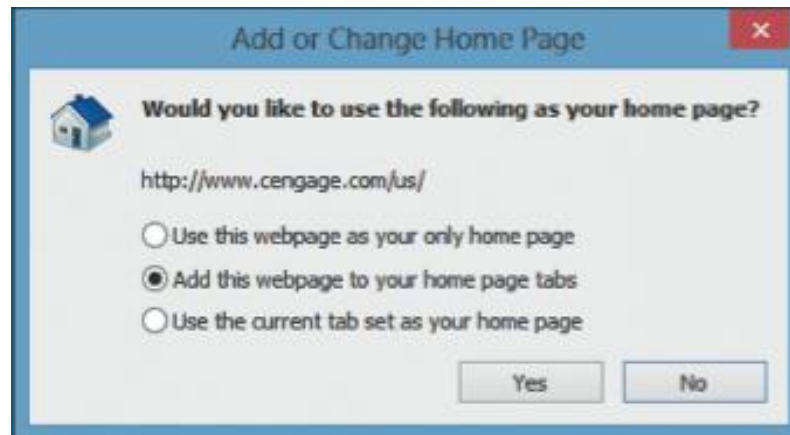 Add or Change Home Page
Would you like to use the following as your home page?
http://www.cengage.com/us/
Use this webpage as your only home page
Add this webpage to your home page tabs
Use the current tab set as your home page
Yes No